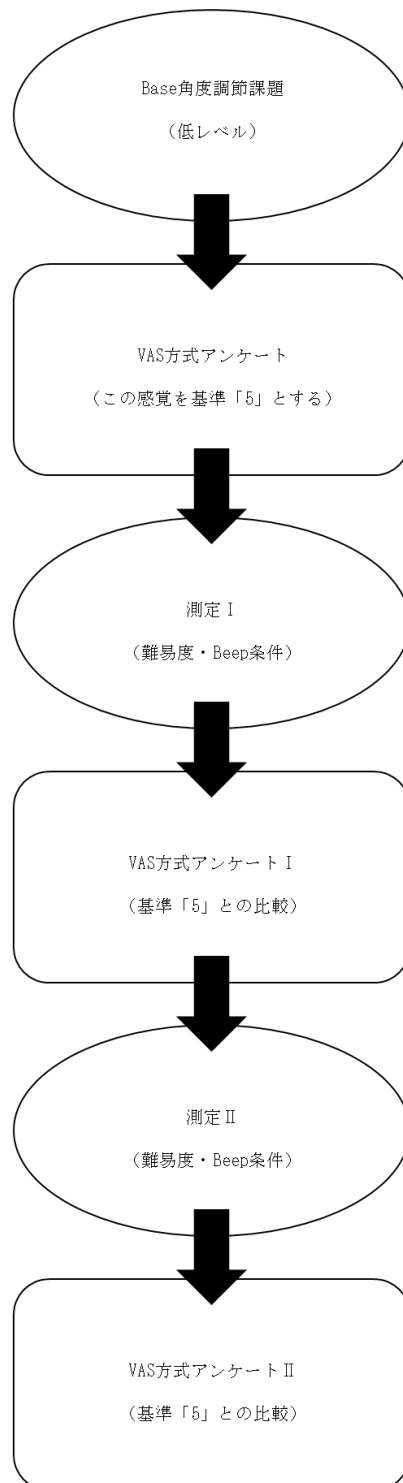 Base角度調節課題
（低レベル）
VAS方式アンケート
（この感覚を基準「5」とする）
測定Ⅰ
（難易度・Beep条件）
VAS方式アンケートⅠ
（基準「5」との比較）
測定Ⅱ
（難易度・Beep条件）
VAS方式アンケートⅡ
（基準「5」との比較）